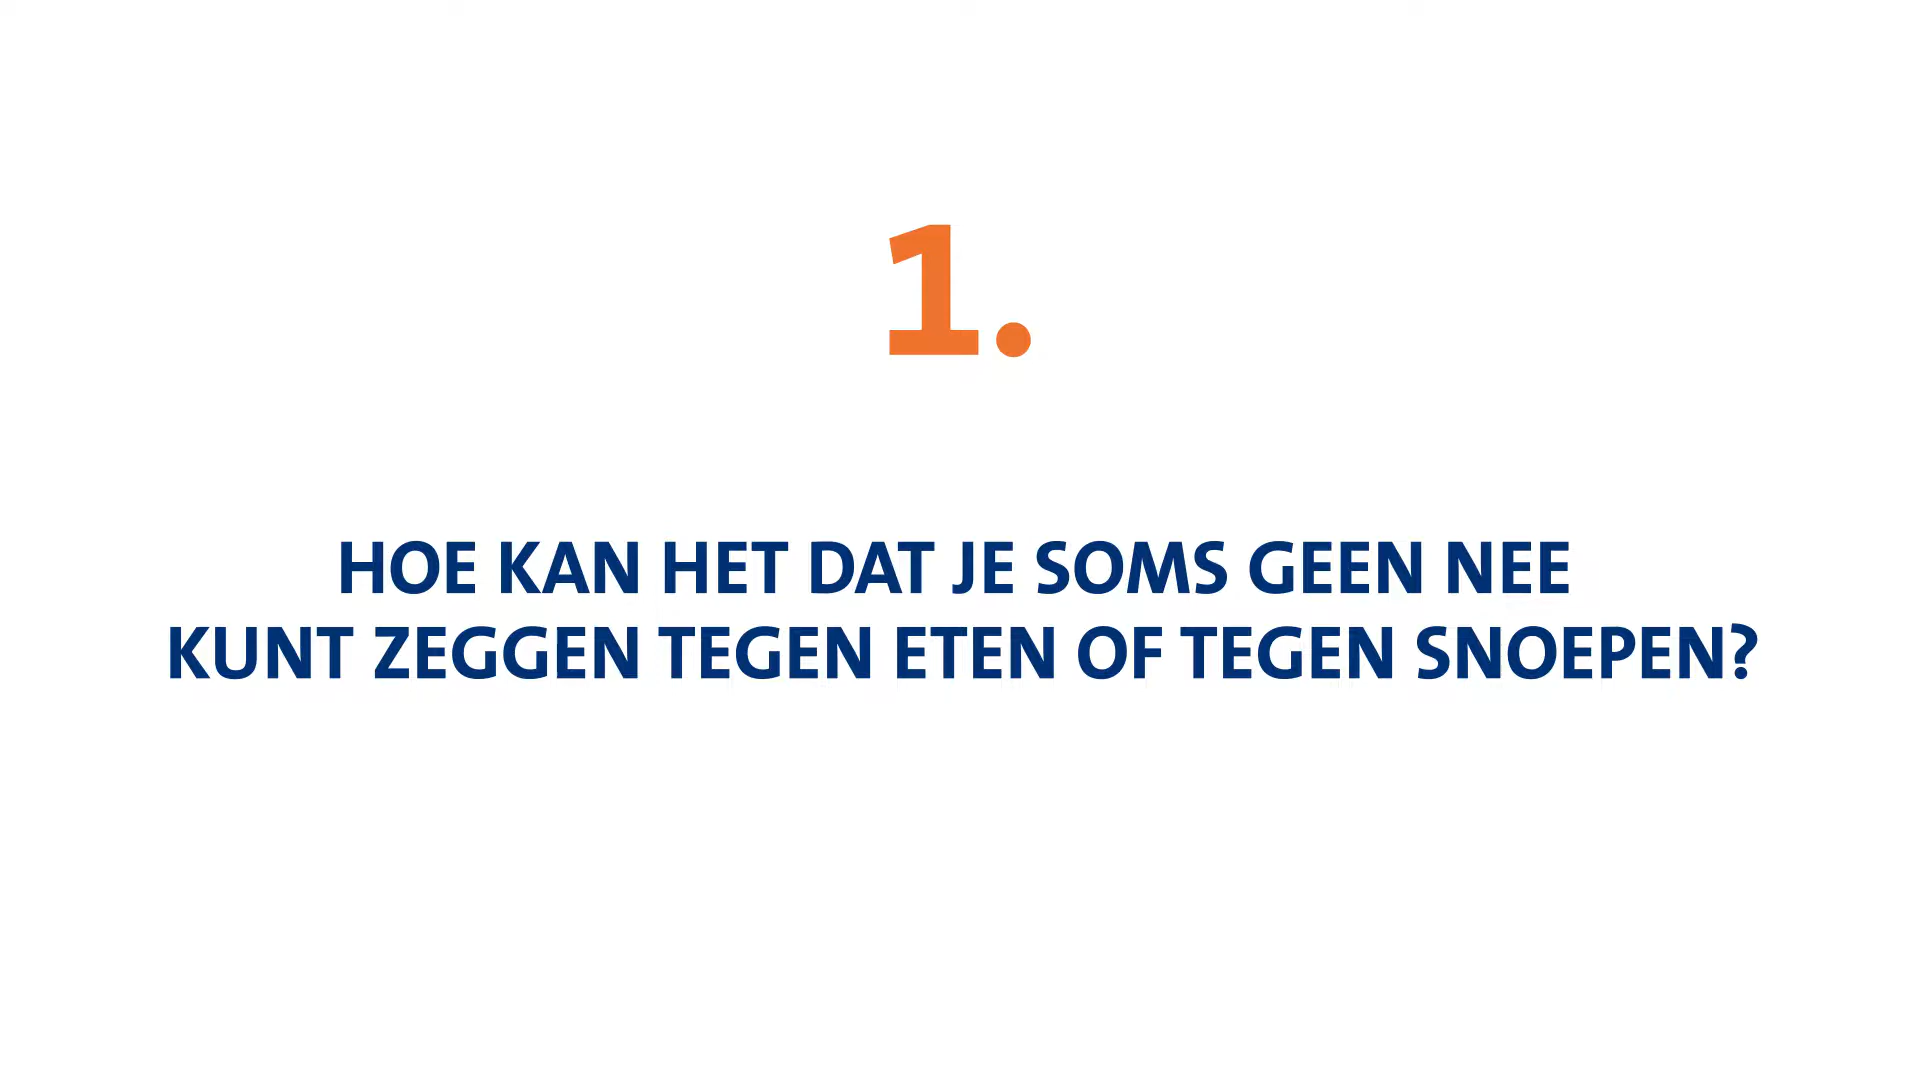 1.
HOE KAN HET DAT JE SOMS GEEN NEE
KUNT ZEGGEN TEGEN ETEN OF TEGEN SNOEPEN?